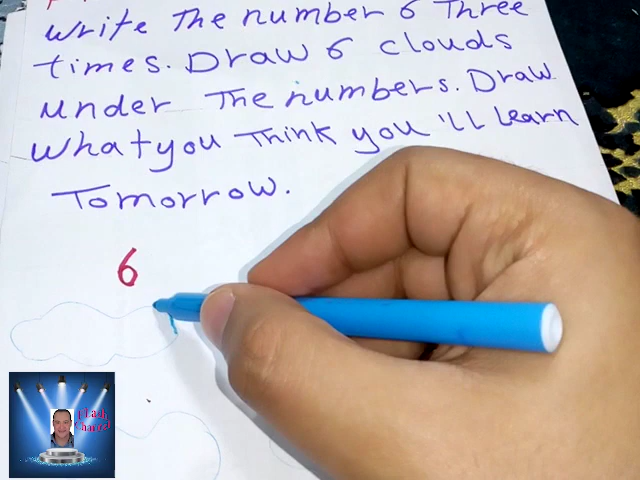 Write The number 6 Three
times. Draw 6 clouds
under The numbers. Draw
what you Think you'll learn
Tomorrow.
6